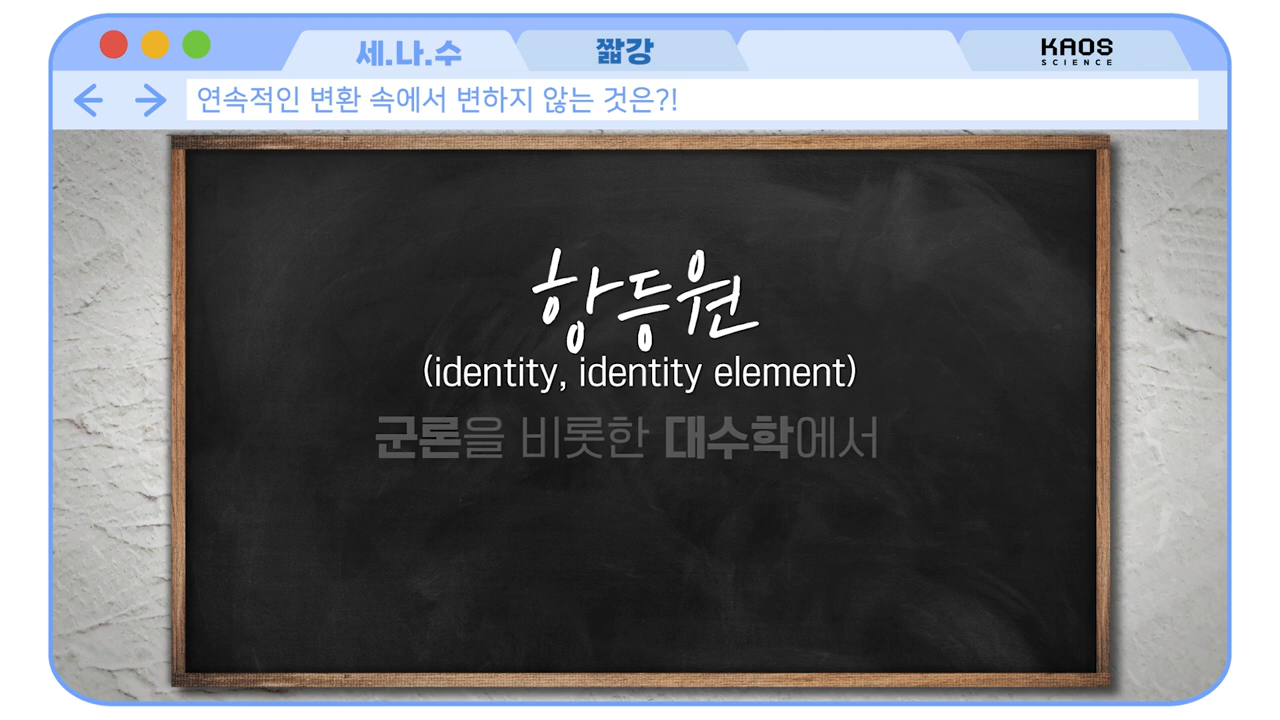 세.나.수
짧강
KAOS
SCIENCE
연속적인 변환 속에서 변하지 않는 것은?!
항등원
(identity, identity element)
군론을 비롯한 대수학에서